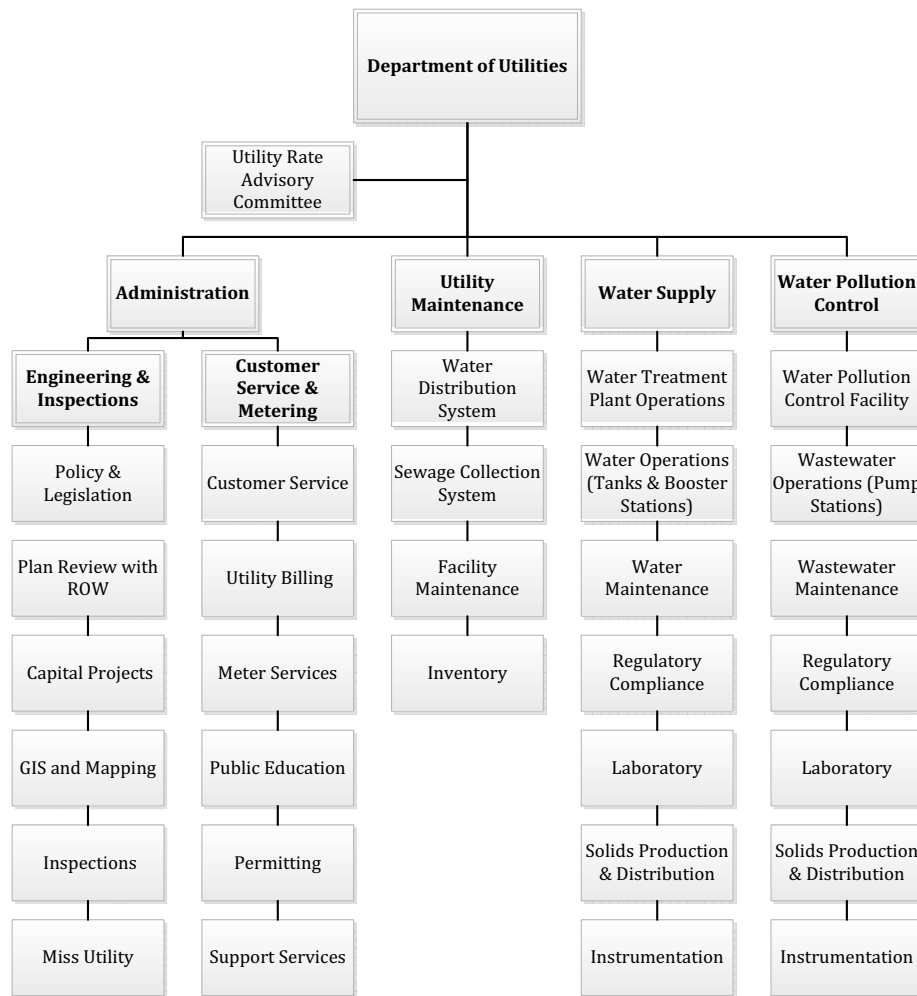 Department of Utilities
Utility Rate
Advisory
Committee
Administration
Utility
Maintenance
Water Supply
Water Pollution
Control
Engineering &
Inspections
Customer
Service &
Metering
Water
Distribution
System
Water Treatment
Plant Operations
Water Pollution
Control Facility
Policy &
Legislation
Customer Service
Sewage Collection
System
Water Operations
(Tanks & Booster
Stations)
Wastewater
Operations (Pump
Stations)
Plan Review with
ROW
Utility Billing
Facility
Maintenance
Water
Maintenance
Wastewater
Maintenance
Capital Projects
Meter Services
Inventory
Regulatory
Compliance
Regulatory
Compliance
GIS and Mapping
Public Education
Laboratory
Laboratory
Inspections
Permitting
Solids Production
& Distribution
Solids Production
& Distribution
Miss Utility
Support Services
Instrumentation
Instrumentation